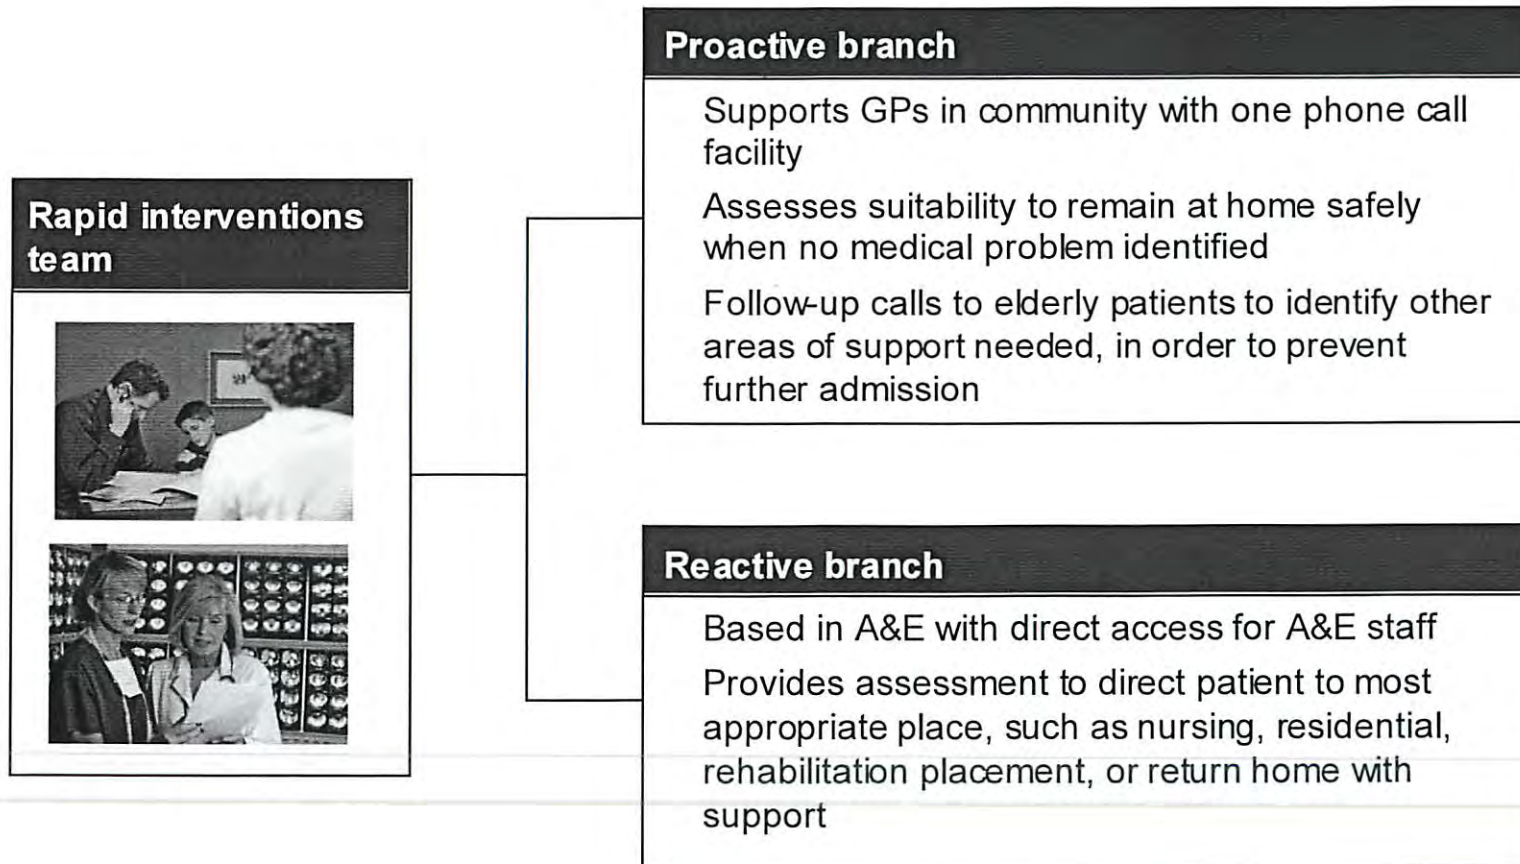 Rapid interventions
team
Proactive branch
Supports GPs in community with one phone call
facility
Assesses suitability to remain at home safely
when no medical problem identified
Follow-up calls to elderly patients to identify other
areas of support needed, in order to prevent
further admission
Reactive branch
Based in A&E with direct access for A&E staff
Provides assessment to direct patient to most
appropriate place, such as nursing, residential,
rehabilitation placement, or return home with
support